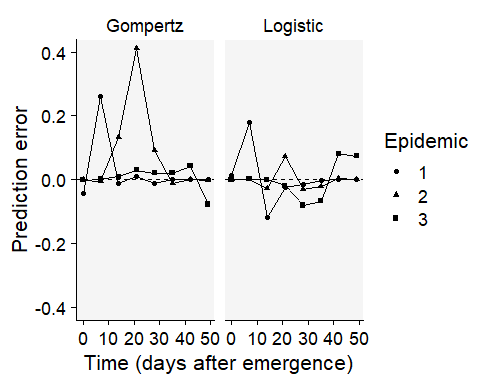 Gompertz Logistic
0.4
0.2
0.0
-0.2
-0.4
Prediction error
0 10 20 30 40 50 0 10 20 30 40 50
Time (days after emergence)
Epidemic
1
2
3